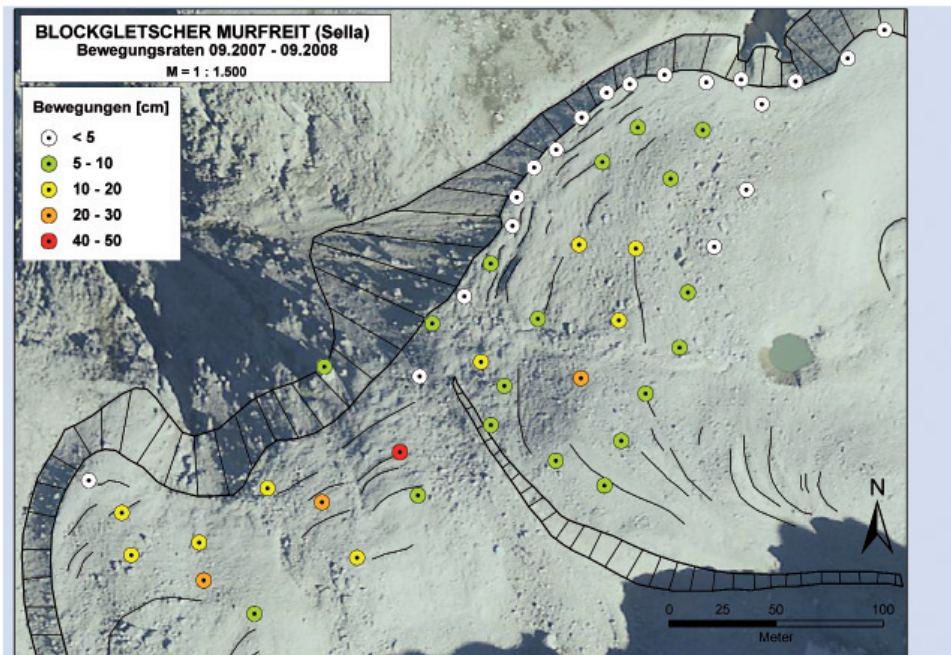 BLOCKGLETSCHER MURFREIT (Sella)
Bewegungsraten 09.2007 - 09.2008
M = 1 : 1.500
Bewegungen [cm]
< 5
5 - 10
10 - 20
20 - 30
40 - 50
N
0 25 50 100
Meter